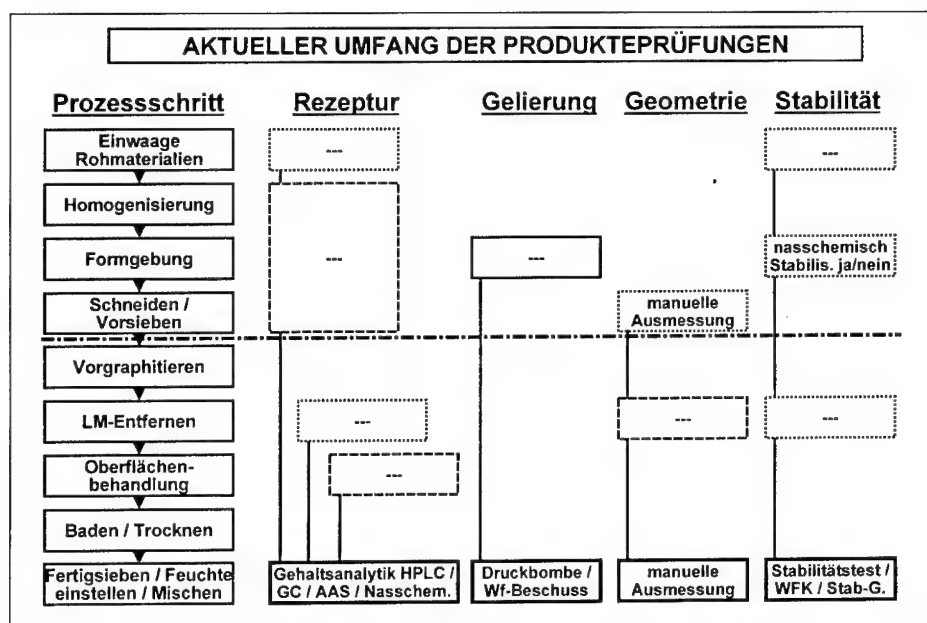 AKTUELLER UMFANG DER PRODUKTEPRÜFUNGEN
Prozessschritt
Rezeptur
Gelierung
Geometrie
Stabilität
Einwaage
Rohmaterialien
---
---
Homogenisierung
Formgebung
---
---
nasschemisch
Stabilis. ja/nein
Schneiden /
Vorsieben
manuelle
Ausmessung
Vorgraphitieren
LM-Entfernen
---
---
---
Oberflächen-
behandlung
---
Baden / Trocknen
Fertigsieben / Feuchte
einstellen / Mischen
Gehaltsanalytik HPLC /
GC / AAS / Nasschem.
Druckbombe /
Wf-Beschuss
manuelle
Ausmessung
Stabilitätstest /
WFK / Stab-G.